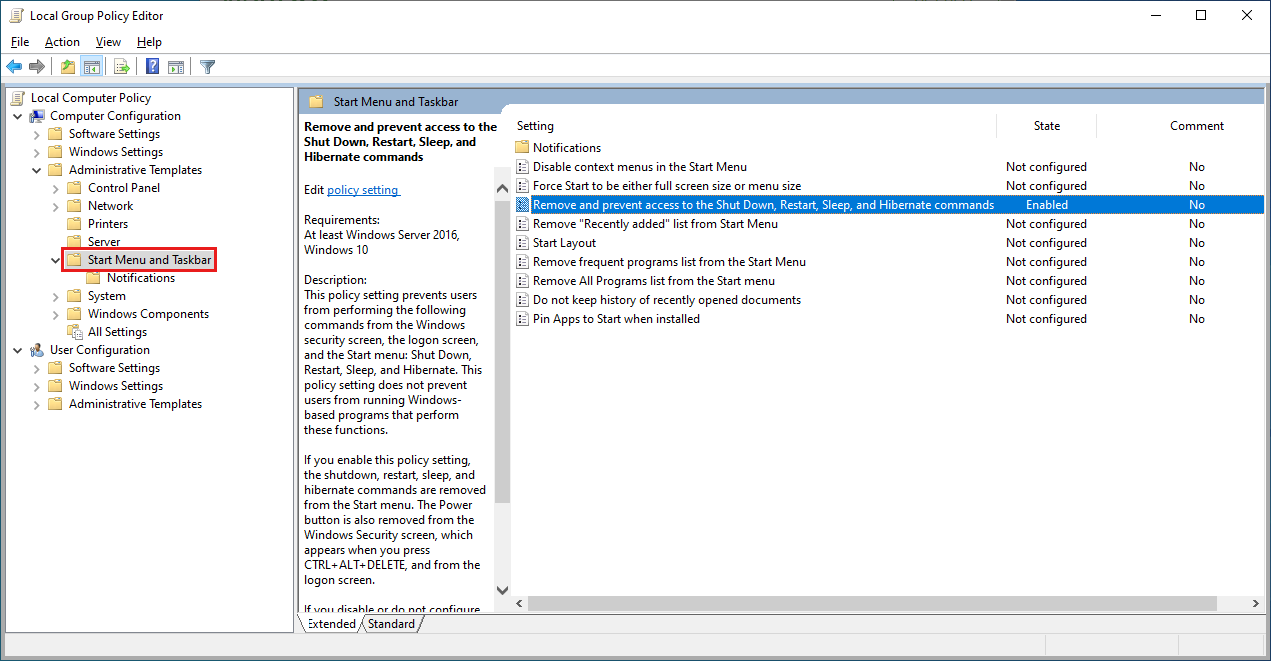 Local Group Policy Editor
File Action View Help
Local Computer Policy
Computer Configuration
Software Settings
Windows Settings
Administrative Templates
Control Panel
Network
Printers
Server
Start Menu and Taskbar
Notifications
System
Windows Components
All Settings
User Configuration
Software Settings
Windows Settings
Administrative Templates
Start Menu and Taskbar
Remove and prevent access to the
Shut Down, Restart, Sleep, and
Hibernate commands
Edit policy setting
Requirements:
At least Windows Server 2016,
Windows 10
Description:
This policy setting prevents users
from performing the following
commands from the Windows
security screen, the logon screen,
and the Start menu: Shut Down,
Restart, Sleep, and Hibernate. This
policy setting does not prevent
users from running Windows-
based programs that perform
these functions.
If you enable this policy setting,
the shutdown, restart, sleep, and
hibernate commands are removed
from the Start menu. The Power
button is also removed from the
Windows Security screen, which
appears when you press
CTRL+ALT+DELETE, and from the
logon screen.
If you disable or do not configure
Setting State Comment
Notifications
Disable context menus in the Start Menu Not configured No
Force Start to be either full screen size or menu size Not configured No
Remove and prevent access to the Shut Down, Restart, Sleep, and Hibernate commands Enabled No
Remove "Recently added" list from Start Menu Not configured No
Start Layout Not configured No
Remove frequent programs list from the Start Menu Not configured No
Remove All Programs list from the Start menu Not configured No
Do not keep history of recently opened documents Not configured No
Pin Apps to Start when installed Not configured No
Extended Standard